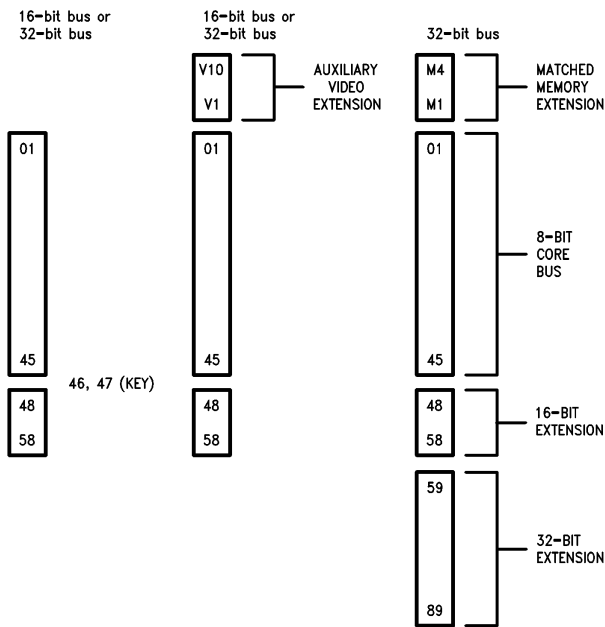 16-bit bus or
32-bit bus
16-bit bus or
32-bit bus
32-bit bus
V10
V1
AUXILIARY
VIDEO
EXTENSION
M4
M1
MATCHED
MEMORY
EXTENSION
01
01
01
8-BIT
CORE
BUS
45
45
45
46, 47 (KEY)
48
58
48
58
48
58
16-BIT
EXTENSION
59
89
32-BIT
EXTENSION